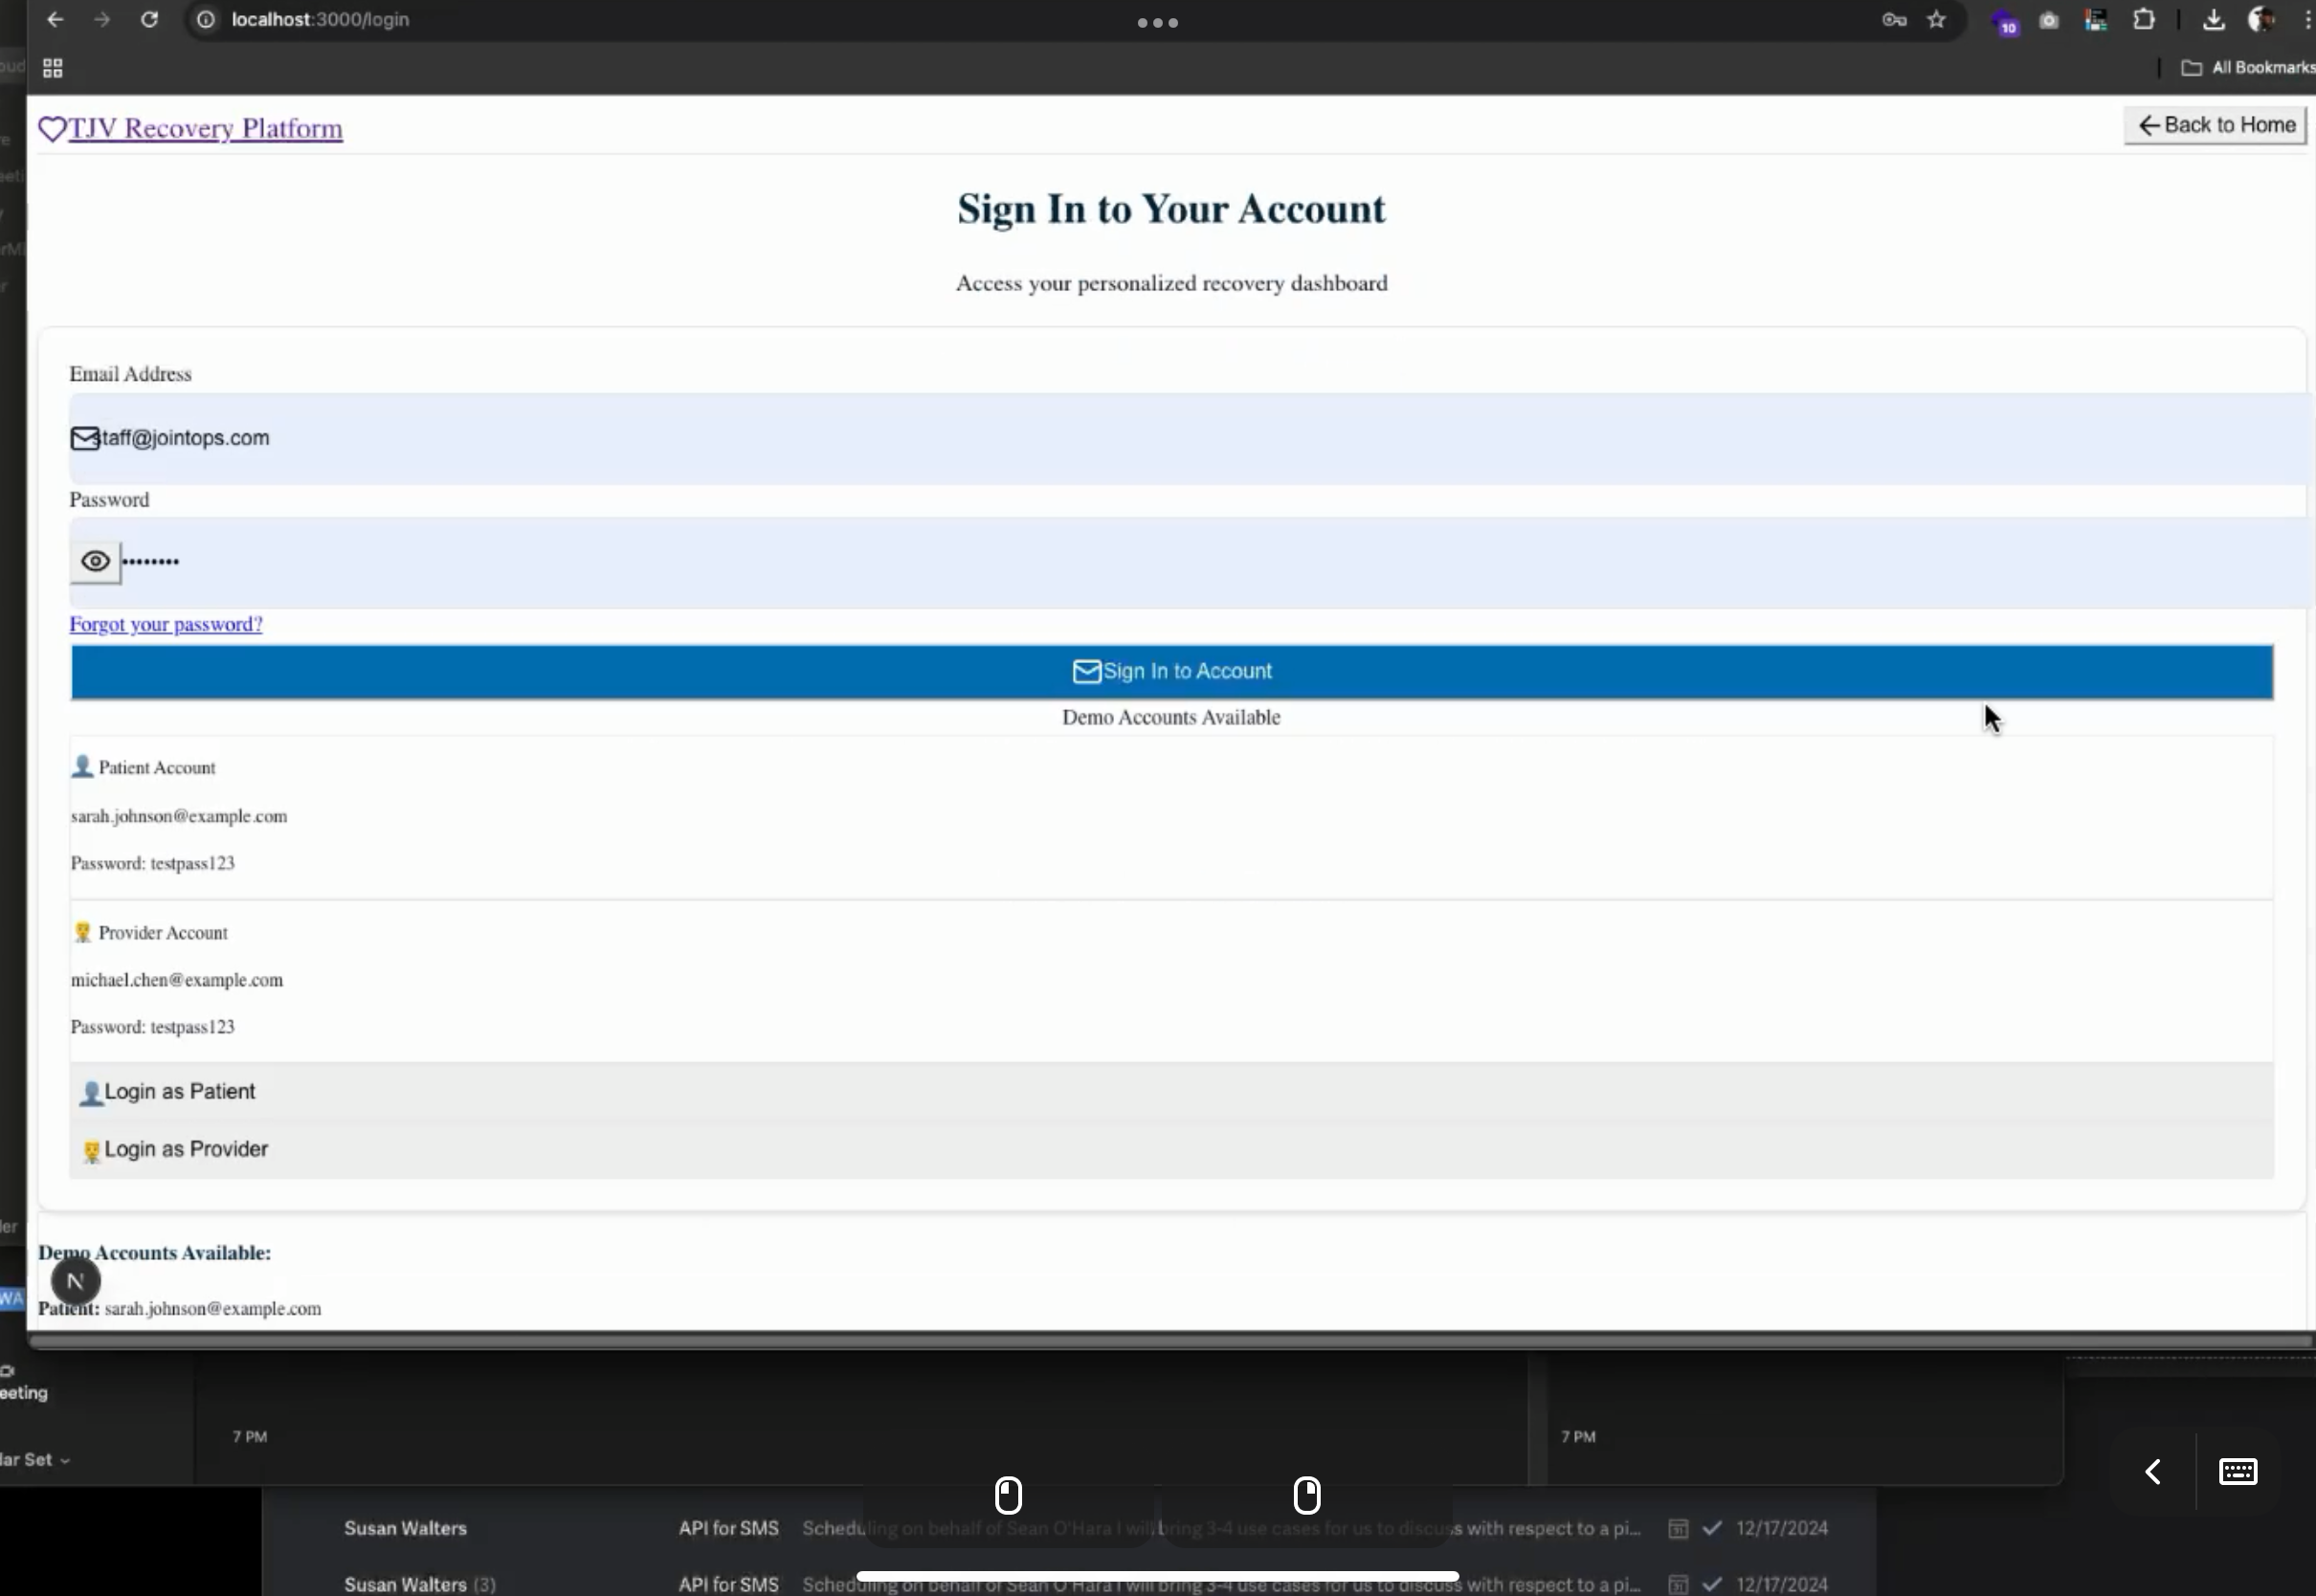 localhost:3000/login
10
All Bookmarks
TJV Recovery Platform
Back to Home
Sign In to Your Account
Access your personalized recovery dashboard
Email Address
staff@jointops.com
Password
••••••••
Forgot your password?
Sign In to Account
Demo Accounts Available
Patient Account
sarah.johnson@example.com
Password: testpass123
Provider Account
michael.chen@example.com
Password: testpass123
Login as Patient
Login as Provider
Demo Accounts Available:
N
Patient: sarah.johnson@example.com
WA
eeting
7 PM
7 PM
lar Set
Susan Walters API for SMS Scheduling on behalf of Sean O'Hara I will bring 3-4 use cases for us to discuss with respect to a pi... 12/17/2024
Susan Walters (3) API for SMS Scheduling on behalf of Sean O'Hara I will bring 3-4 use cases for us to discuss with respect to a pi... 12/17/2024